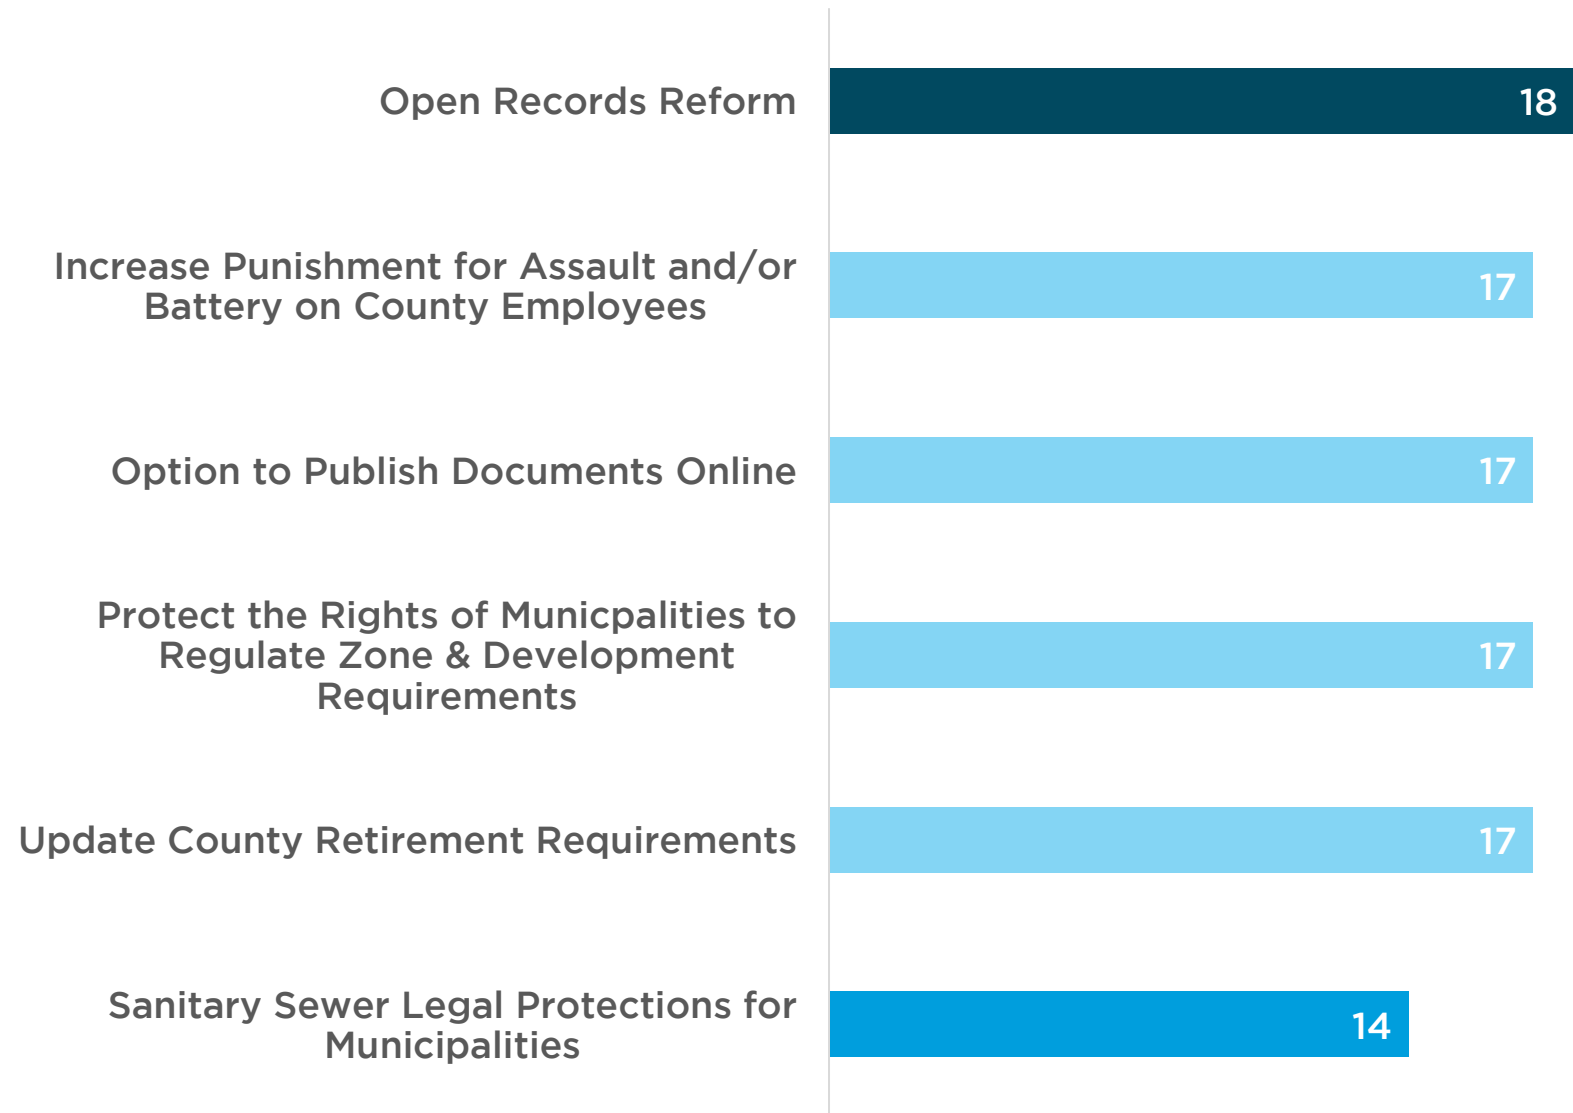 Open Records Reform
18
Increase Punishment for Assault and/or
Battery on County Employees
17
Option to Publish Documents Online
17
Protect the Rights of Municpalities to
Regulate Zone & Development
Requirements
17
Update County Retirement Requirements
17
Sanitary Sewer Legal Protections for
Municipalities
14